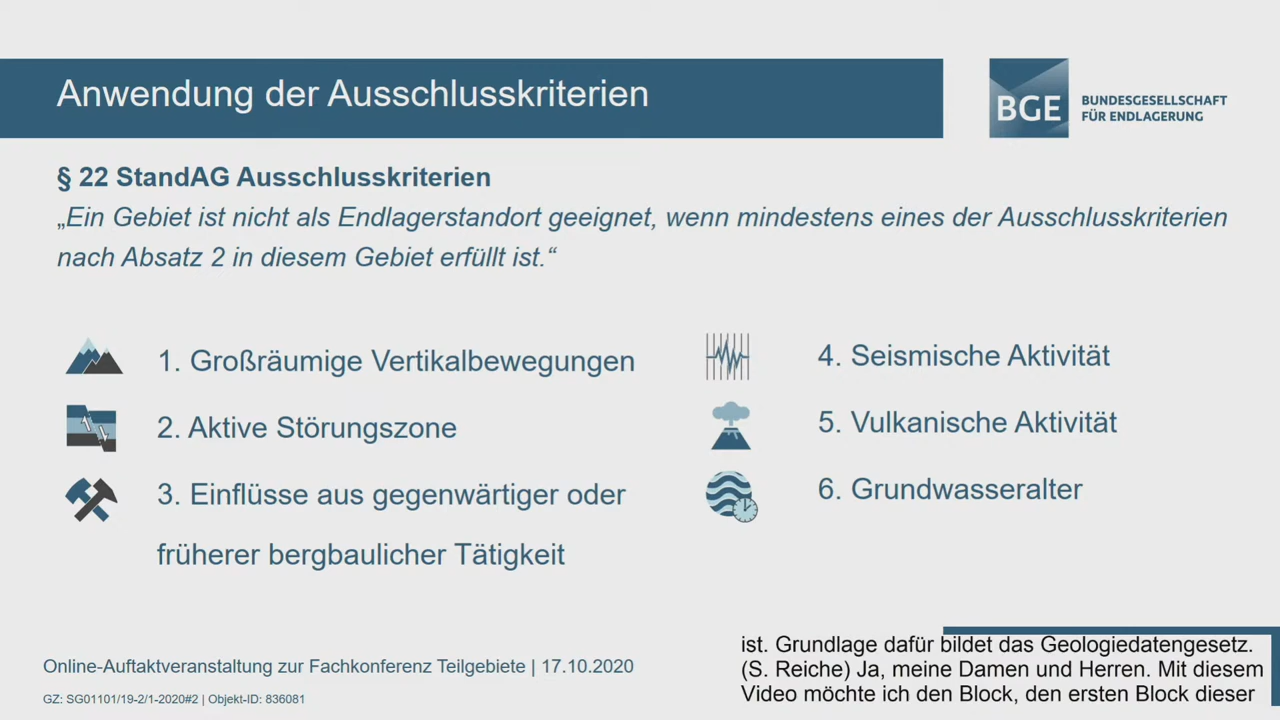 Anwendung der Ausschlusskriterien
BGE
BUNDESGESELLSCHAFT
FÜR ENDLAGERUNG
§ 22 StandAG Ausschlusskriterien
„Ein Gebiet ist nicht als Endlagerstandort geeignet, wenn mindestens eines der Ausschlusskriterien
nach Absatz 2 in diesem Gebiet erfüllt ist.“
1. Großräumige Vertikalbewegungen
2. Aktive Störungszone
3. Einflüsse aus gegenwärtiger oder
früherer bergbaulicher Tätigkeit
4. Seismische Aktivität
5. Vulkanische Aktivität
6. Grundwasseralter
Online-Auftaktveranstaltung zur Fachkonferenz Teilgebiete | 17.10.2020
GZ: SG01101/19-2/1-2020#2 | Objekt-ID: 836081
ist. Grundlage dafür bildet das Geologiedatengesetz.
(S. Reiche) Ja, meine Damen und Herren. Mit diesem
Video möchte ich den Block, den ersten Block dieser